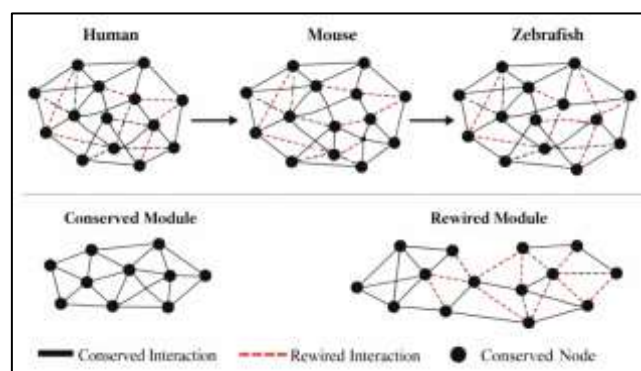 Human Mouse Zebrafish
Conserved Module Rewired Module
Conserved Interaction Rewired Interaction Conserved Node